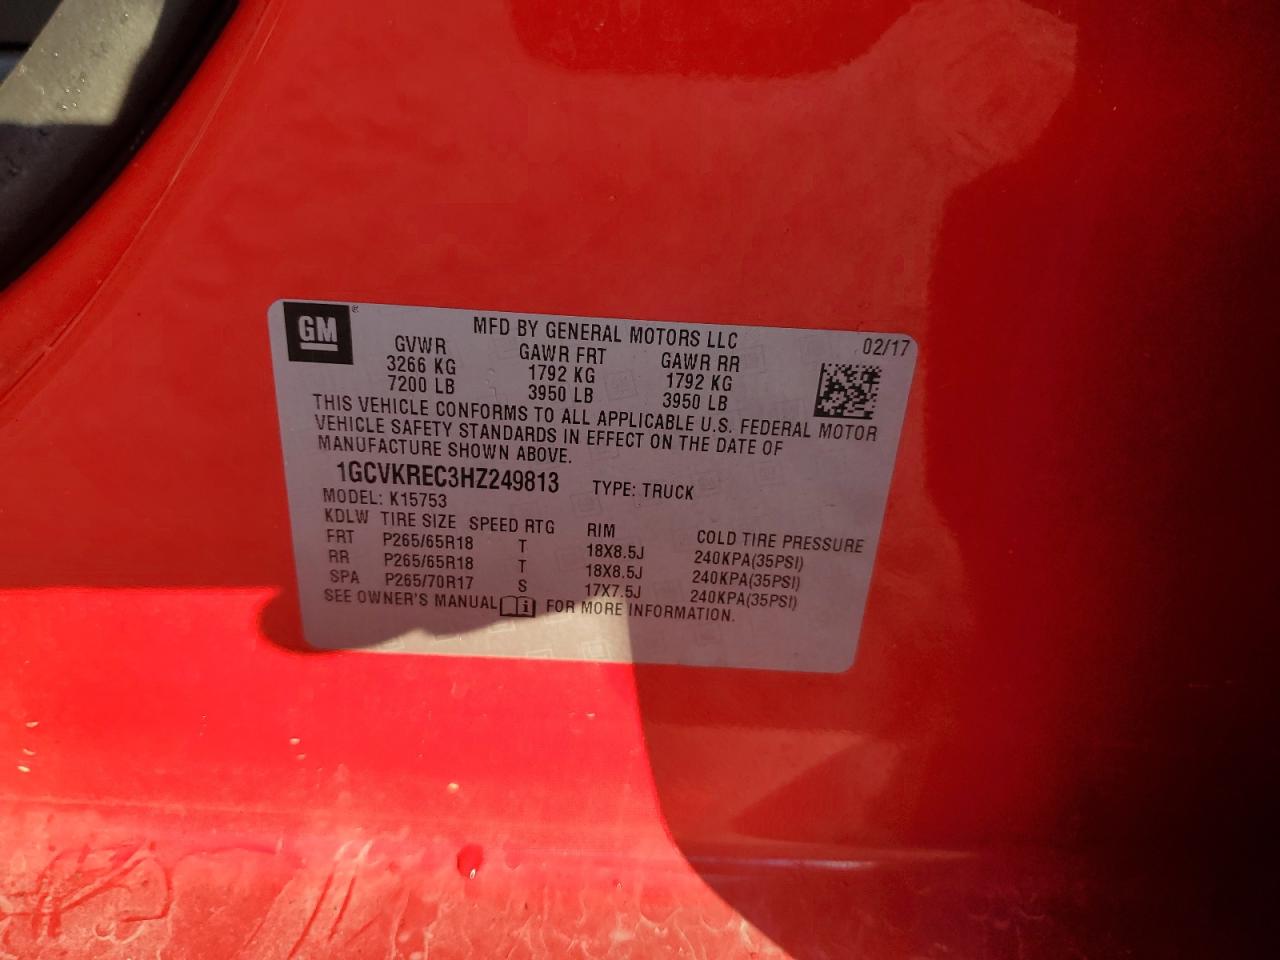 GM®
MFD BY GENERAL MOTORS LLC
02/17
GVWR GAWR FRT GAWR RR
3266 KG 1792 KG 1792 KG
7200 LB 3950 LB 3950 LB
THIS VEHICLE CONFORMS TO ALL APPLICABLE U.S. FEDERAL MOTOR
VEHICLE SAFETY STANDARDS IN EFFECT ON THE DATE OF
MANUFACTURE SHOWN ABOVE.
1GCVKREC3HZ249813 TYPE: TRUCK
MODEL: K15753
KDLW TIRE SIZE SPEED RTG RIM COLD TIRE PRESSURE
FRT P265/65R18 T 18X8.5J 240KPA(35PSI)
RR P265/65R18 T 18X8.5J 240KPA(35PSI)
SPA P265/70R17 S 17X7.5J 240KPA(35PSI)
SEE OWNER'S MANUAL i FOR MORE INFORMATION.